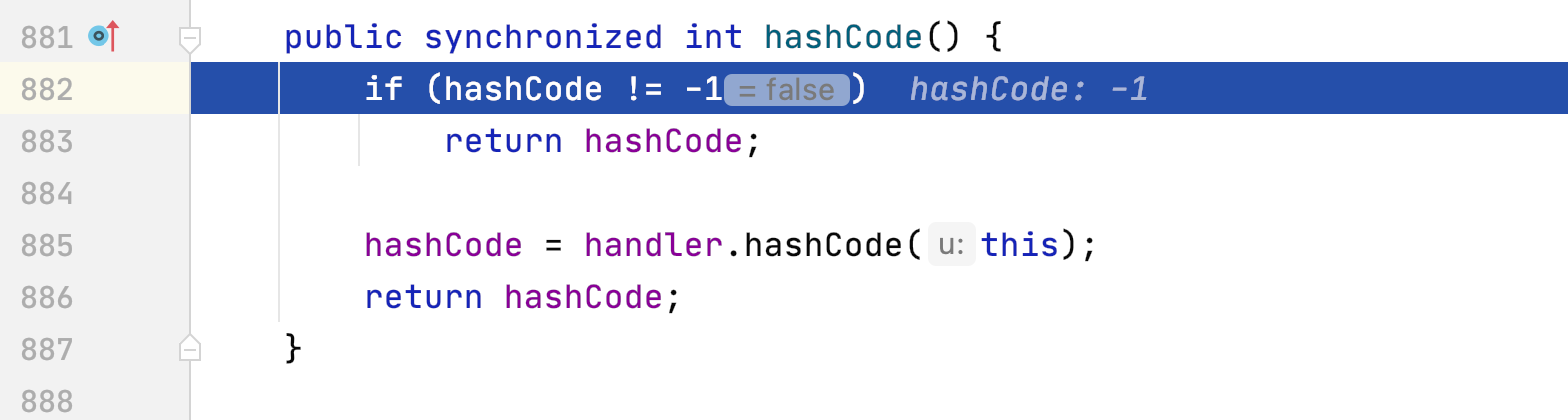 881 public synchronized int hashCode() {
882 if (hashCode != -1 = false ) hashCode: -1
883 return hashCode;
884
885 hashCode = handler.hashCode( u: this);
886 return hashCode;
887 }
888